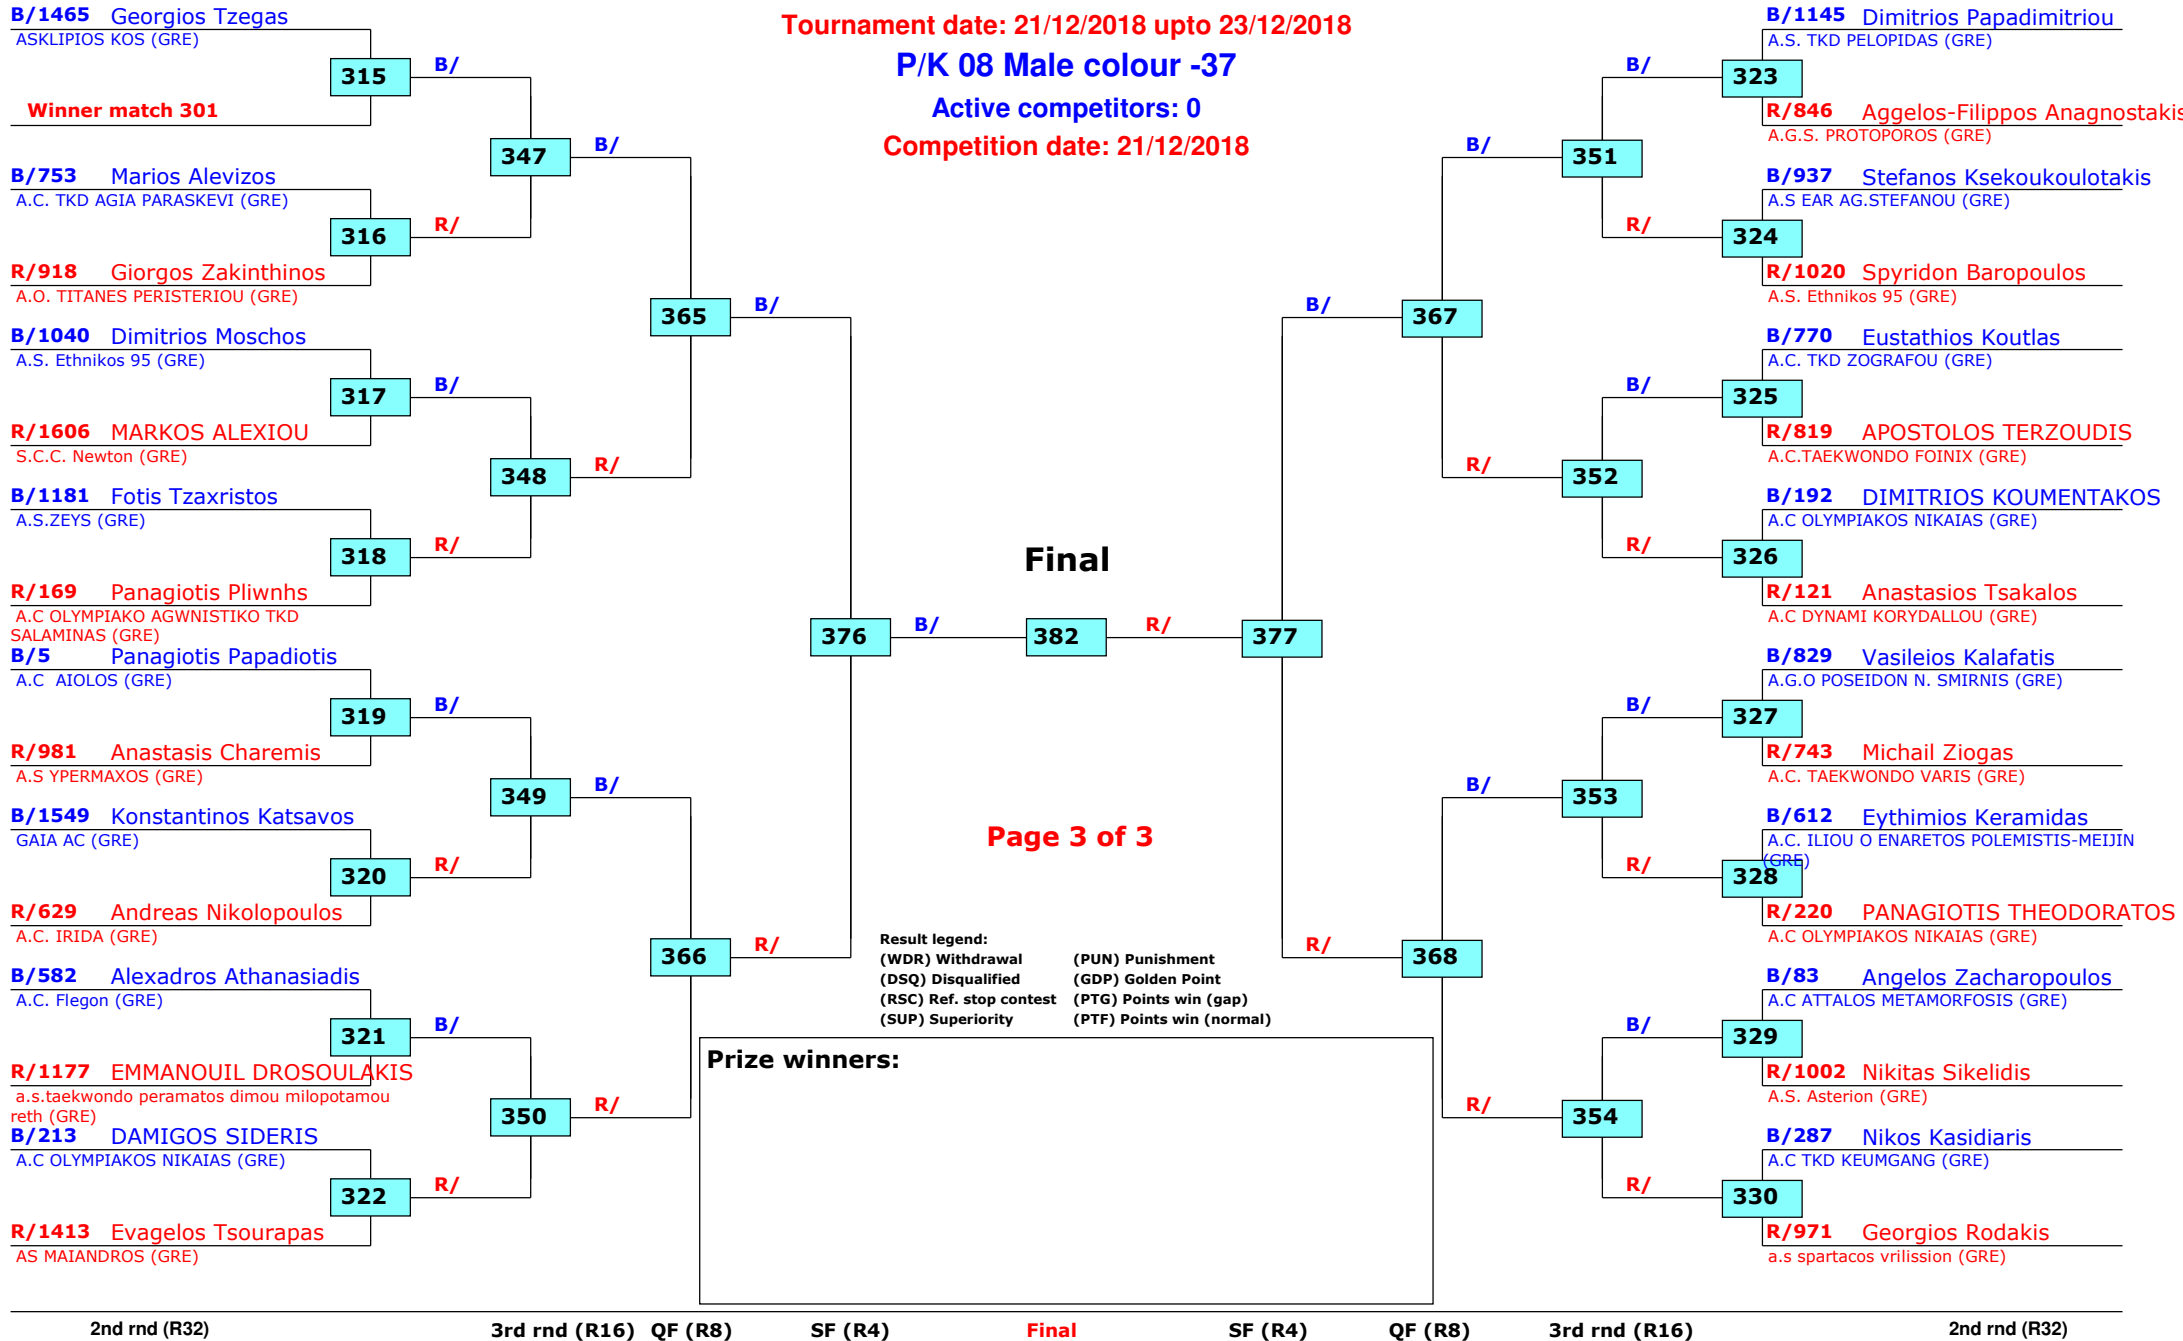 Tournament date: 21/12/2018 upto 23/12/2018
P/K 08 Male colour -37
Active competitors: 0
Competition date: 21/12/2018
B/1465 Georgios Tzegas
ASKLIPIOS KOS (GRE)
315
B/
Winner match 301
347
B/
B/753 Marios Alevizos
A.C. TKD AGIA PARASKEVI (GRE)
316
R/
R/918 Giorgos Zakinthinos
A.O. TITANES PERISTERIOU (GRE)
365
B/
B/1040 Dimitrios Moschos
A.S. Ethnikos 95 (GRE)
317
B/
R/1606 MARKOS ALEXIOU
S.C.C. Newton (GRE)
348
R/
B/1181 Fotis Tzaxristos
A.S.ZEYS (GRE)
318
R/
R/169 Panagiotis Pliwnhs
A.C OLYMPIAKO AGWNISTIKO TKD
SALAMINAS (GRE)
376
B/
B/5 Panagiotis Papadiotis
A.C AIOLOS (GRE)
319
B/
R/981 Anastasis Charemis
A.S YPERMAXOS (GRE)
349
B/
B/1549 Konstantinos Katsavos
GAIA AC (GRE)
320
R/
R/629 Andreas Nikolopoulos
A.C. IRIDA (GRE)
366
R/
B/582 Alexadros Athanasiadis
A.C. Flegon (GRE)
321
B/
R/1177 EMMANOUIL DROSOULAKIS
a.s.taekwondo peramatos dimou milopotamou
reth (GRE)
350
R/
B/213 DAMIGOS SIDERIS
A.C OLYMPIAKOS NIKAIAS (GRE)
322
R/
R/1413 Evagelos Tsourapas
AS MAIANDROS (GRE)
Final
382
R/
Page 3 of 3
Result legend:
(WDR) Withdrawal (PUN) Punishment
(DSQ) Disqualified (GDP) Golden Point
(RSC) Ref. stop contest (PTG) Points win (gap)
(SUP) Superiority (PTF) Points win (normal)
Prize winners:
B/1145 Dimitrios Papadimitriou
A.S. TKD PELOPIDAS (GRE)
B/
323
R/846 Aggelos-Filippos Anagnostakis
A.G.S. PROTOPOROS (GRE)
B/
351
B/937 Stefanos Ksekoukoulotakis
A.S EAR AG.STEFANOU (GRE)
R/
324
R/1020 Spyridon Baropoulos
A.S. Ethnikos 95 (GRE)
B/
367
B/770 Eustathios Koutlas
A.C. TKD ZOGRAFOU (GRE)
B/
325
R/819 APOSTOLOS TERZOUDIS
A.C.TAEKWONDO FOINIX (GRE)
R/
352
B/192 DIMITRIOS KOUMENTAKOS
A.C OLYMPIAKOS NIKAIAS (GRE)
R/
326
R/121 Anastasios Tsakalos
A.C DYNAMI KORYDALLOU (GRE)
377
B/829 Vasileios Kalafatis
A.G.O POSEIDON N. SMIRNIS (GRE)
B/
327
R/743 Michail Ziogas
A.C. TAEKWONDO VARIS (GRE)
B/
353
B/612 Eythimios Keramidas
A.C. ILIOU O ENARETOS POLEMISTIS-MEIJIN
(GRE)
R/
328
R/220 PANAGIOTIS THEODORATOS
A.C OLYMPIAKOS NIKAIAS (GRE)
R/
368
B/83 Angelos Zacharopoulos
A.C ATTALOS METAMORFOSIS (GRE)
B/
329
R/1002 Nikitas Sikelidis
A.S. Asterion (GRE)
R/
354
B/287 Nikos Kasidiaris
A.C TKD KEUMGANG (GRE)
R/
330
R/971 Georgios Rodakis
a.s spartacos vrilission (GRE)
2nd rnd (R32) 3rd rnd (R16) QF (R8) SF (R4) Final SF (R4) QF (R8) 3rd rnd (R16) 2nd rnd (R32)